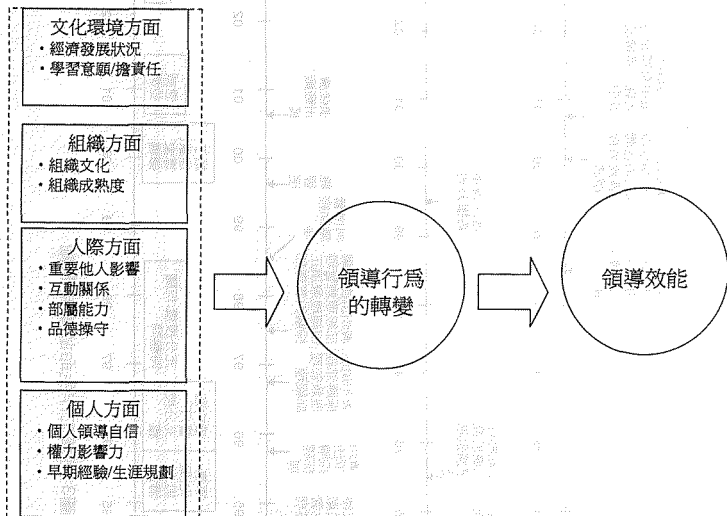 文化環境方面
・經濟發展狀況
・學習意願/擔責任
組織方面
・組織文化
・組織成熟度
人際方面
・重要他人影響
・互動關係
・部屬能力
・品德操守
個人方面
・個人領導自信
・權力影響力
・早期經驗/生涯規劃
領導行爲
的轉變
領導效能